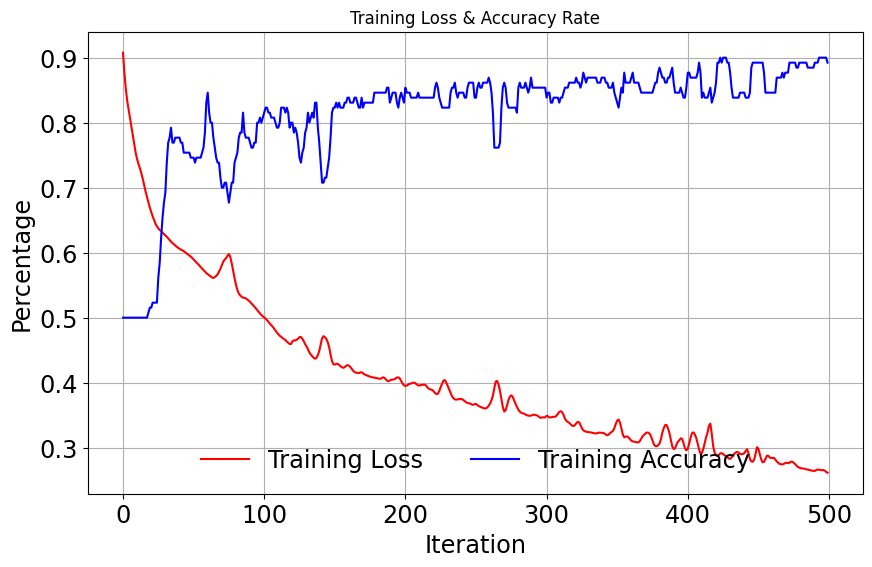 Training Loss & Accuracy Rate
Percentage
0.9
0.8
0.7
0.6
0.5
0.4
0.3
Training Loss
Training Accuracy
0 100 200 300 400 500
Iteration